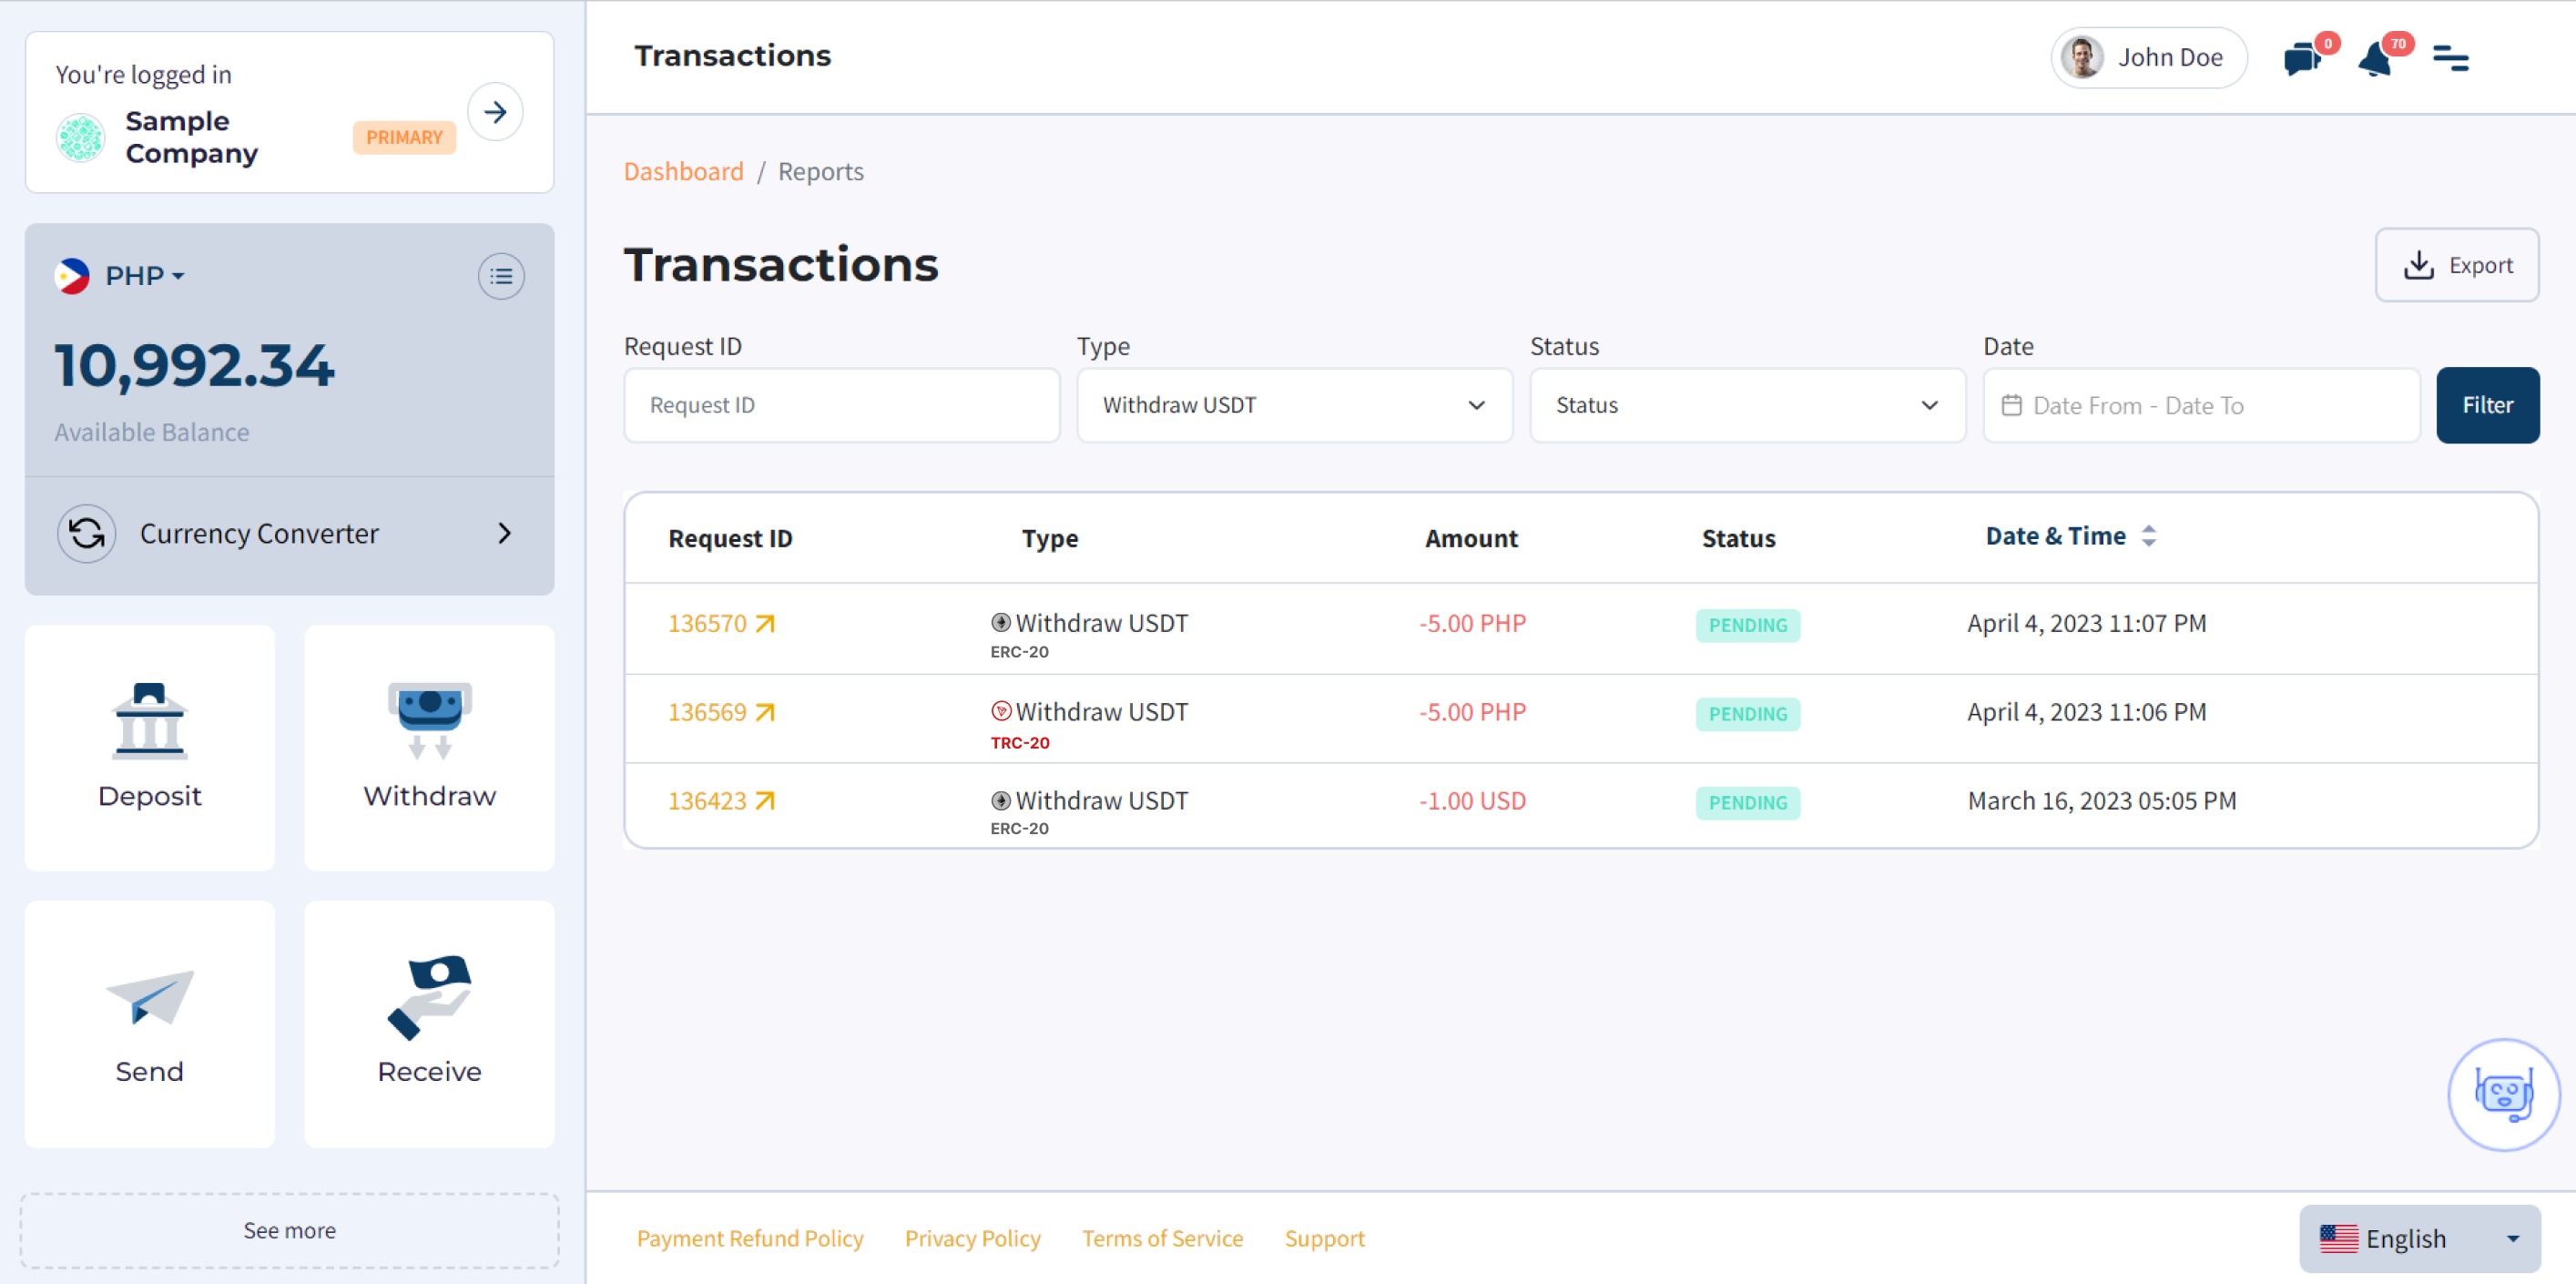 You're logged in
Sample
Company
PRIMARY
PHP
10,992.34
Available Balance
Currency Converter
Deposit
Withdraw
Send
Receive
See more
Transactions
John Doe
0
70
Dashboard / Reports
Transactions
Export
Request ID Type Status Date
Request ID Withdraw USDT Status Date From - Date To Filter
Request ID Type Amount Status Date & Time
136570 Withdraw USDT -5.00 PHP PENDING April 4, 2023 11:07 PM
ERC-20
136569 Withdraw USDT -5.00 PHP PENDING April 4, 2023 11:06 PM
TRC-20
136423 Withdraw USDT -1.00 USD PENDING March 16, 2023 05:05 PM
ERC-20
Payment Refund Policy Privacy Policy Terms of Service Support
English